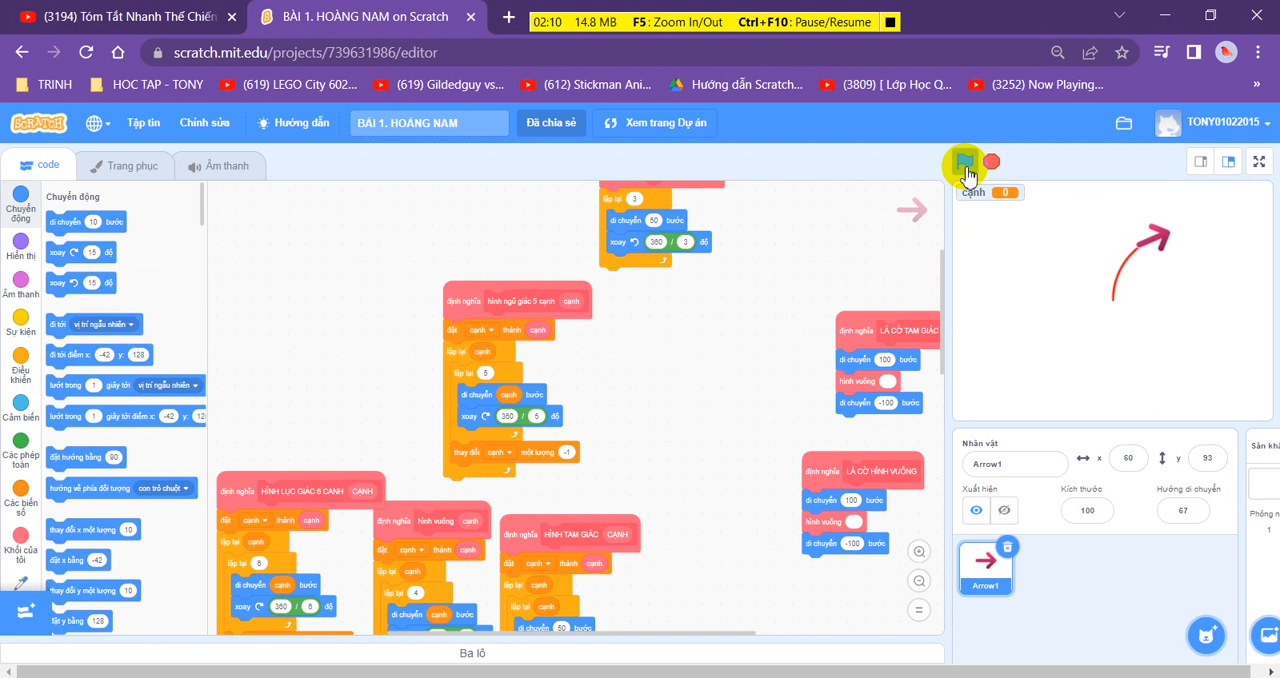 (3194) Tóm Tắt Nhanh Thế Chiến
BÀI 1. HOÀNG NAM on Scratch
02:10 14.8 MB F5: Zoom In/Out Ctrl+F10: Pause/Resume
scratch.mit.edu/projects/739631986/editor
TRINH
HOC TAP - TONY
(619) LEGO City 602...
(619) Gildedguy vs...
(612) Stickman Ani...
Hướng dẫn Scratch...
(3809) [ Lớp Học Q...
(3252) Now Playing...
»
SCRATCH
Tập tin
Chỉnh sửa
Hướng dẫn
BÀI 1. HOÀNG NAM
Đã chia sẻ
Xem trang Dự án
TONY01022015
code
Trang phục
Âm thanh
Chuyển động
Hiển thị
Âm thanh
Sự kiện
Điều khiển
Cảm biến
Các phép toán
Các biến số
Khối của tôi
Chuyển động
di chuyển 10 bước
xoay 15 độ
xoay 15 độ
đi tới vị trí ngẫu nhiên
đi tới điểm x: -42 y: 128
lướt trong 1 giây tới vị trí ngẫu nhiên
lướt trong 1 giây tới điểm x: -42 y: 12
đặt hướng bằng 90
hướng về phía đối tượng con trỏ chuột
thay đổi x một lượng 10
đặt x bằng -42
thay đổi y một lượng 10
đặt y bằng 128
lặp lại 3
di chuyển 50 bước
xoay 360 / 3 độ
định nghĩa hình ngũ giác 5 cạnh cạnh
đặt cạnh thành cạnh
lặp lại cạnh
lặp lại 5
di chuyển cạnh bước
xoay 360 / 5 độ
thay đổi cạnh một lượng -1
định nghĩa LÁ CỜ TAM GIÁC
di chuyển 100 bước
hình vuông
di chuyển -100 bước
định nghĩa LÁ CỜ HÌNH VUÔNG
di chuyển 100 bước
hình vuông
di chuyển -100 bước
định nghĩa HÌNH LỤC GIÁC 6 CẠNH CẠNH
đặt cạnh thành cạnh
lặp lại cạnh
lặp lại 6
di chuyển cạnh bước
xoay 360 / 6 độ
định nghĩa hình vuông cạnh
đặt cạnh thành cạnh
lặp lại cạnh
lặp lại 4
di chuyển cạnh bước
định nghĩa HÌNH TAM GIÁC CẠNH
đặt cạnh thành cạnh
lặp lại cạnh
lặp lại cạnh
di chuyển 50 bước
Ba lô
cạnh 0
Nhân vật
Arrow1
x 60
y 93
Xuất hiện
Kích thước
100
Hướng di chuyển
67
Arrow1
Sân khấ
Phông n
1